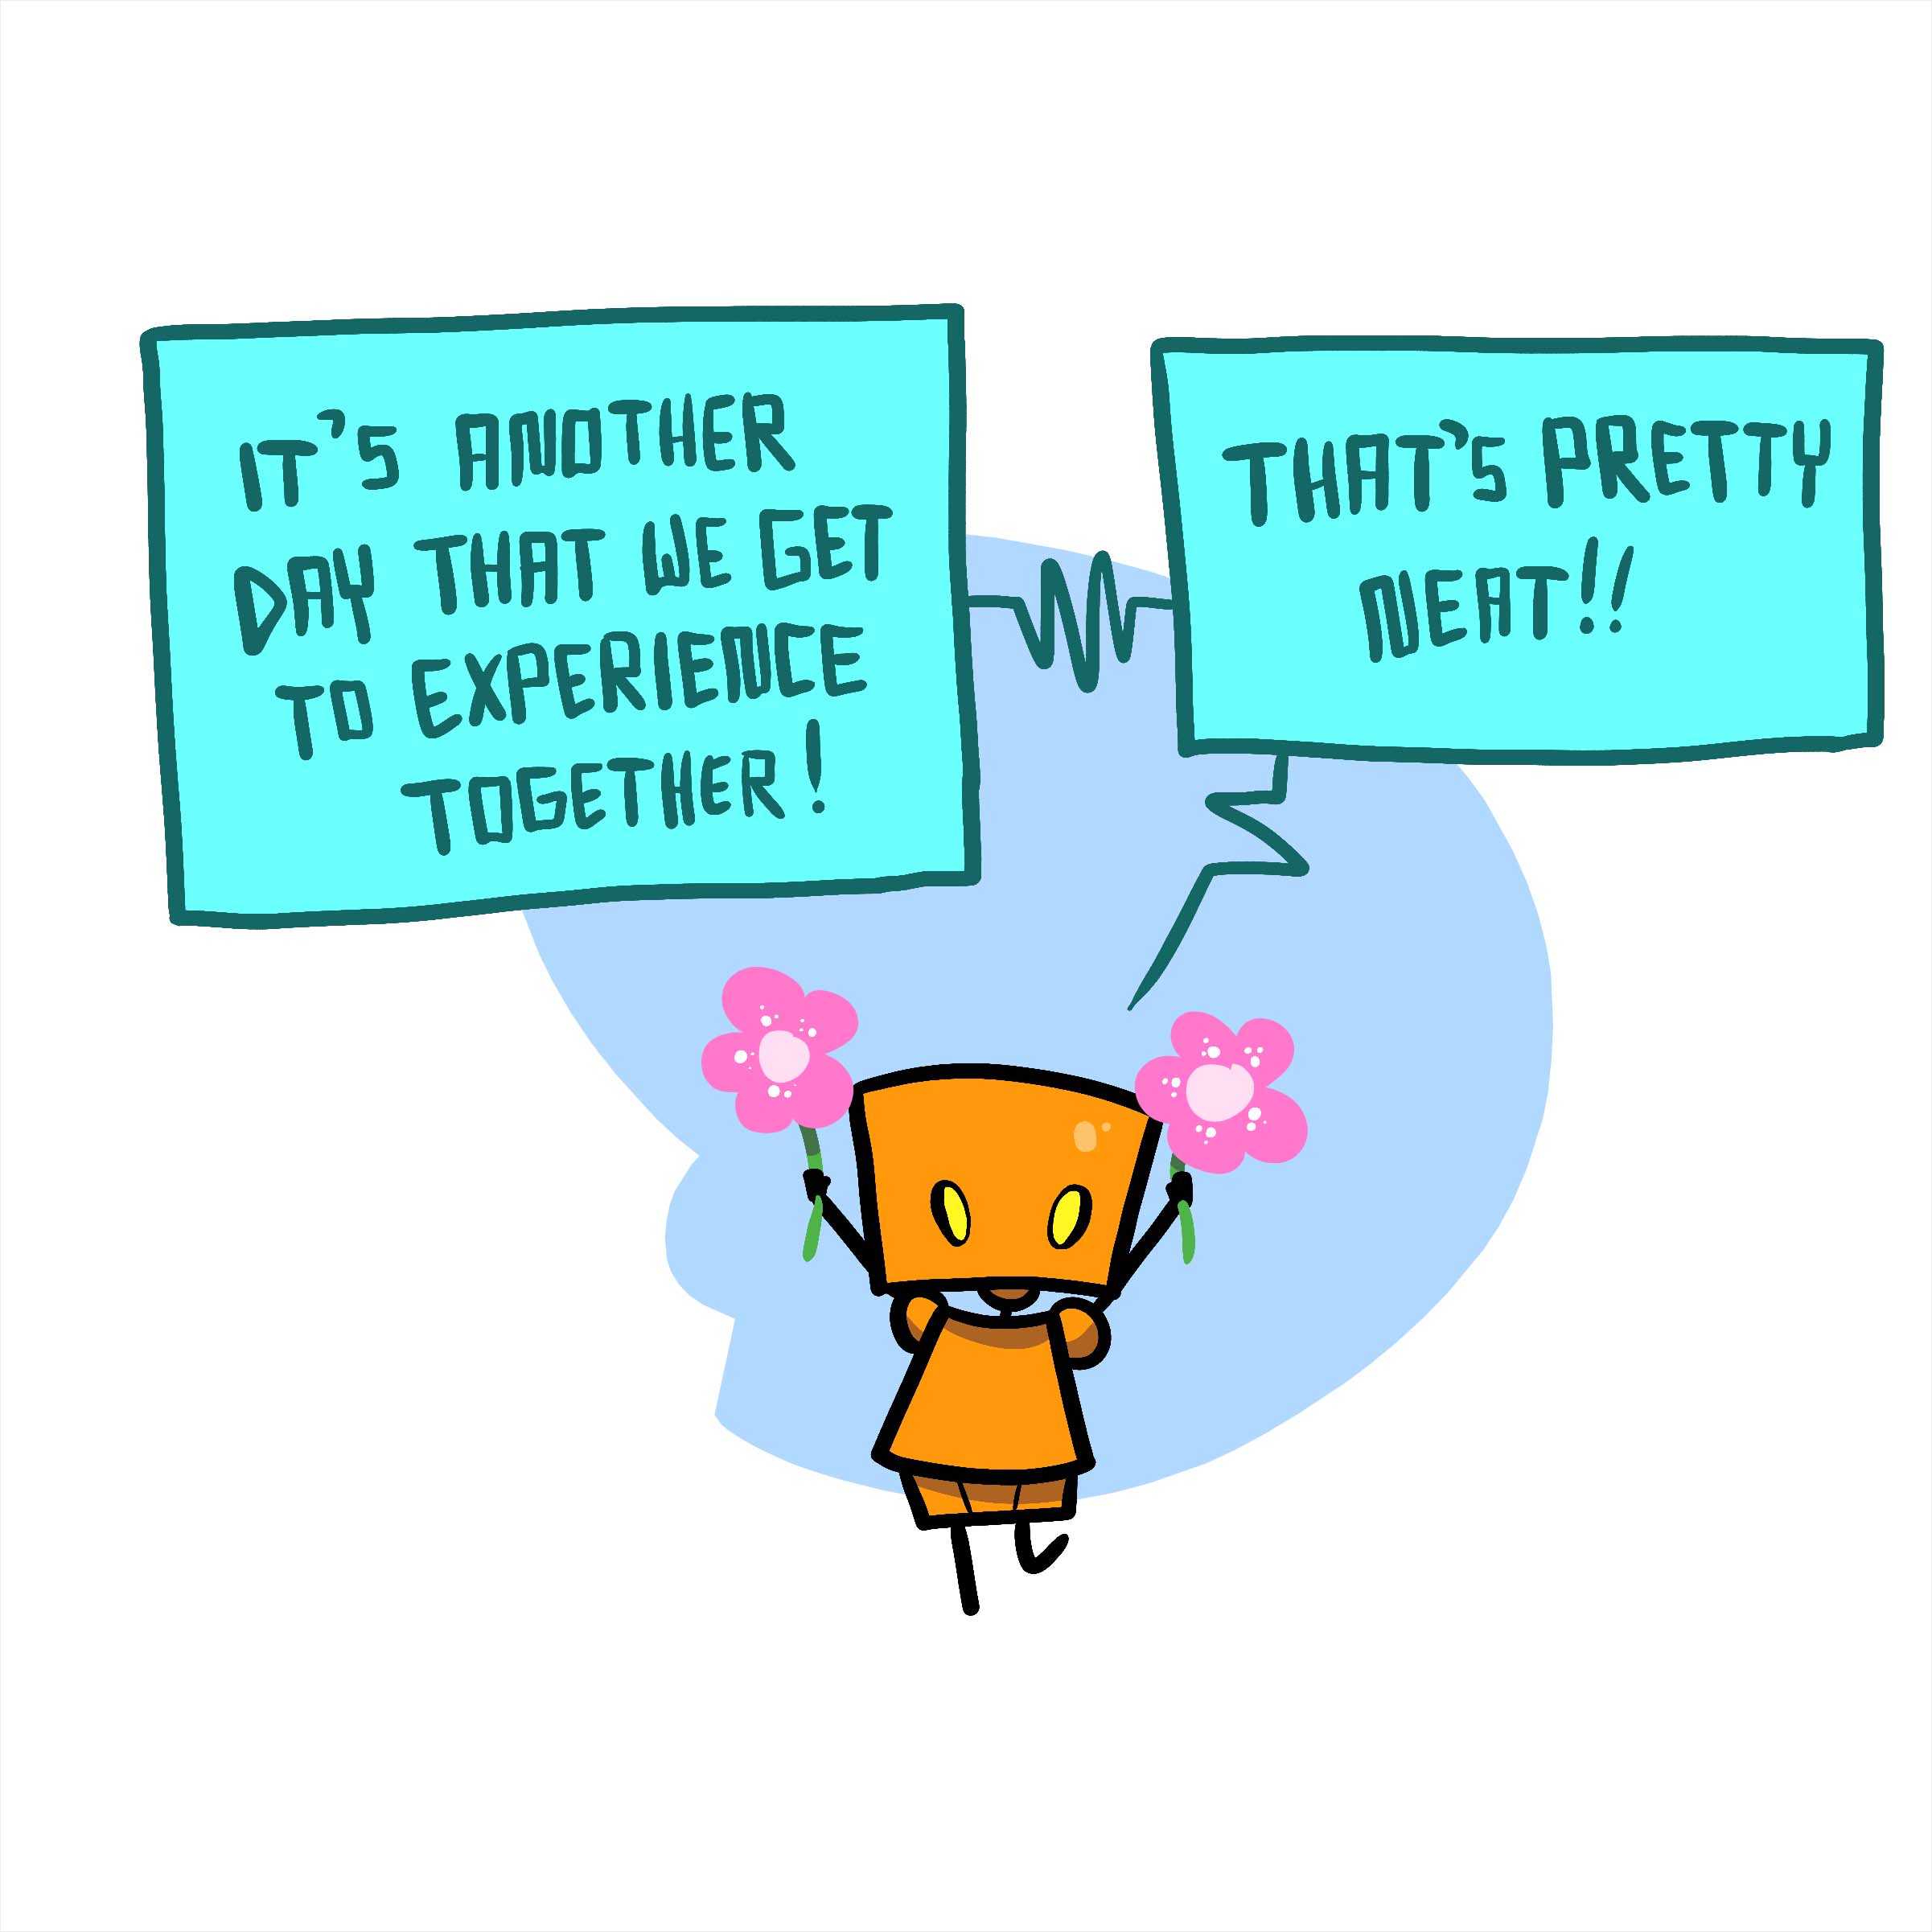 IT'S ANOTHER
DAY THAT WE GET
TO EXPERIENCE
TOGETHER!
THAT'S PRETTY
NEAT!!